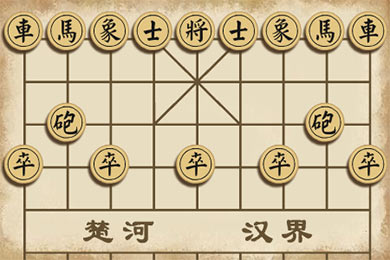 車 馬 象 士 将 士 象 馬 車
砲 砲
卒 卒 卒 卒 卒
楚河 汉界